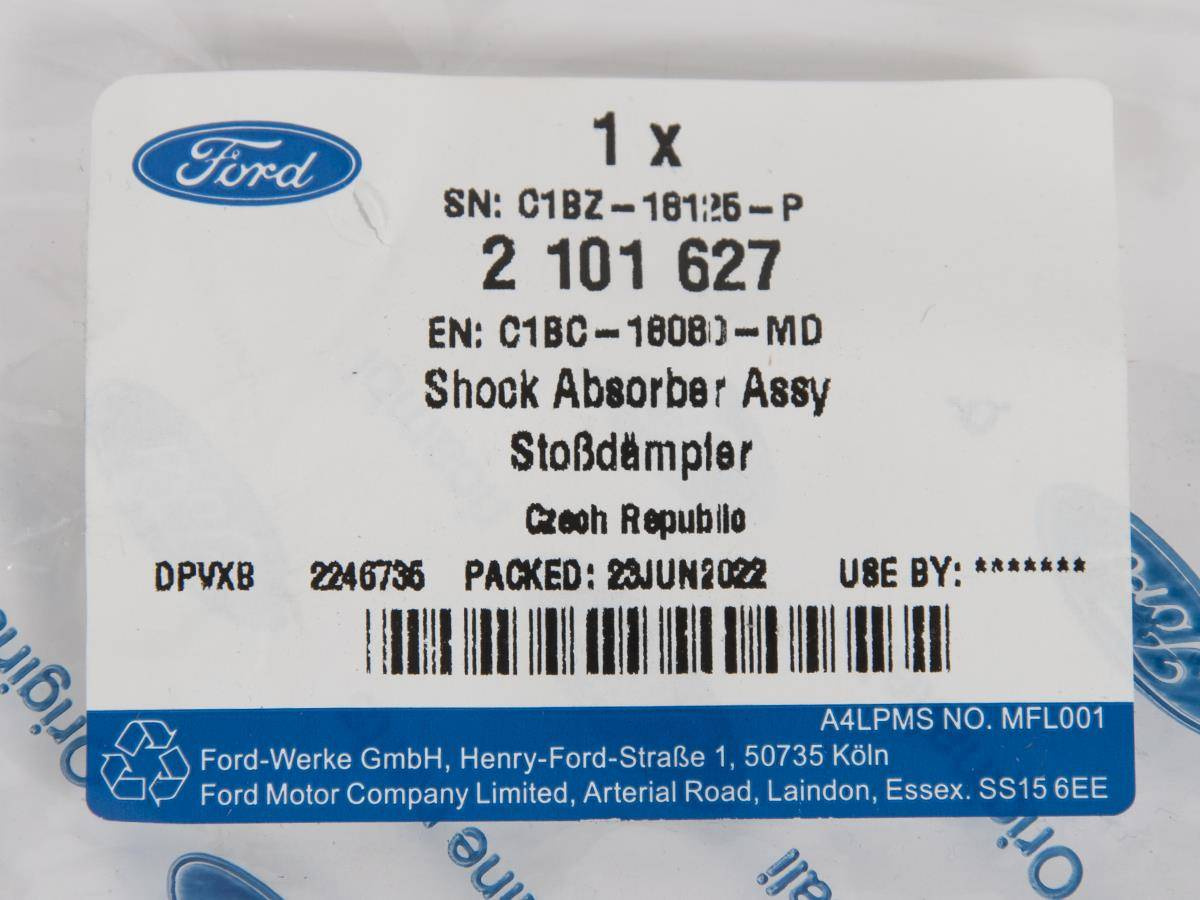 Ford
1 x
SN: C1BZ-18125-P
2 101 627
EN: C1BC-18080-MD
Shock Absorber Assy
Stoßdämpfer
Czech Republic
DPVXB 2246735 PACKED: 23JUN2022 USE BY: *******
A4LPMS NO. MFL001
Ford-Werke GmbH, Henry-Ford-Straße 1, 50735 Köln
Ford Motor Company Limited, Arterial Road, Laindon, Essex. SS15 6EE
Ford